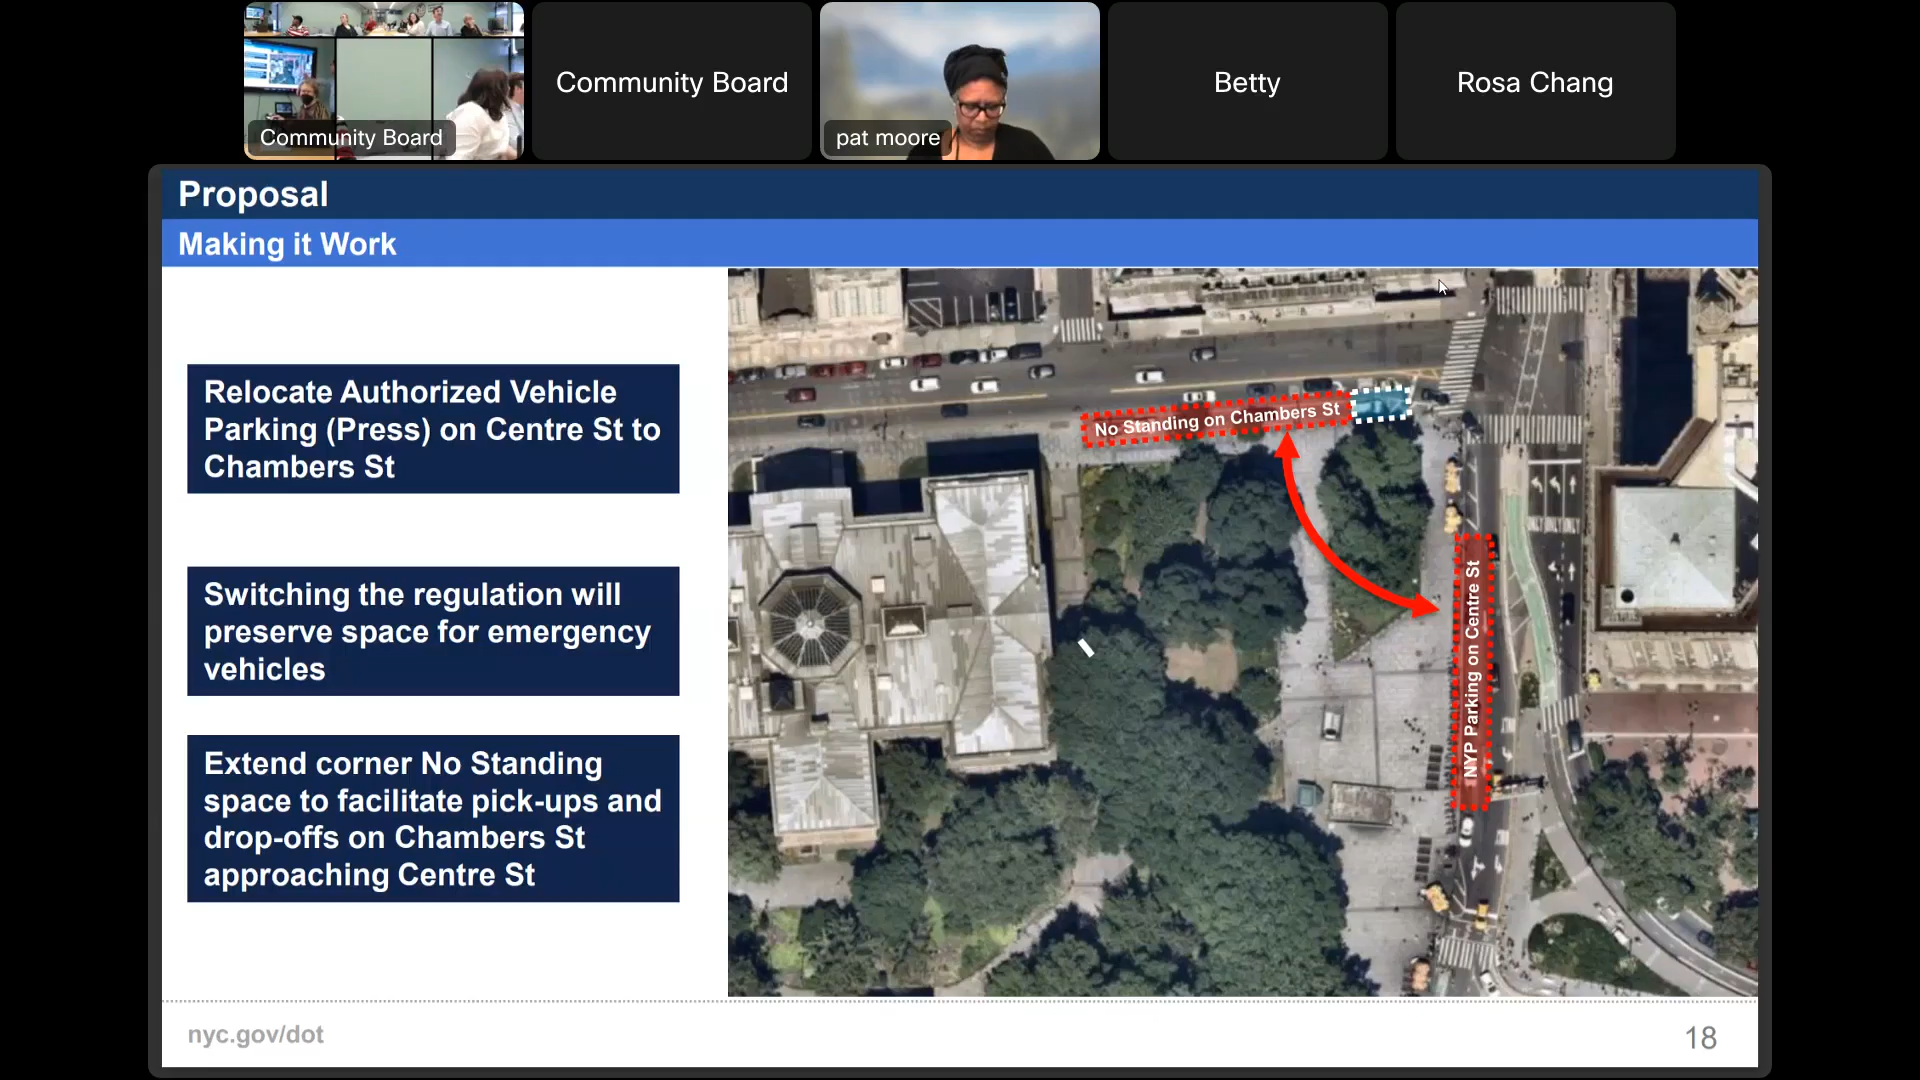 Community Board
Community Board
pat moore
Betty
Rosa Chang
Proposal
Making it Work
Relocate Authorized Vehicle
Parking (Press) on Centre St to
Chambers St
Switching the regulation will
preserve space for emergency
vehicles
Extend corner No Standing
space to facilitate pick-ups and
drop-offs on Chambers St
approaching Centre St
No Standing on Chambers St
NYP Parking on Centre St
nyc.gov/dot
18